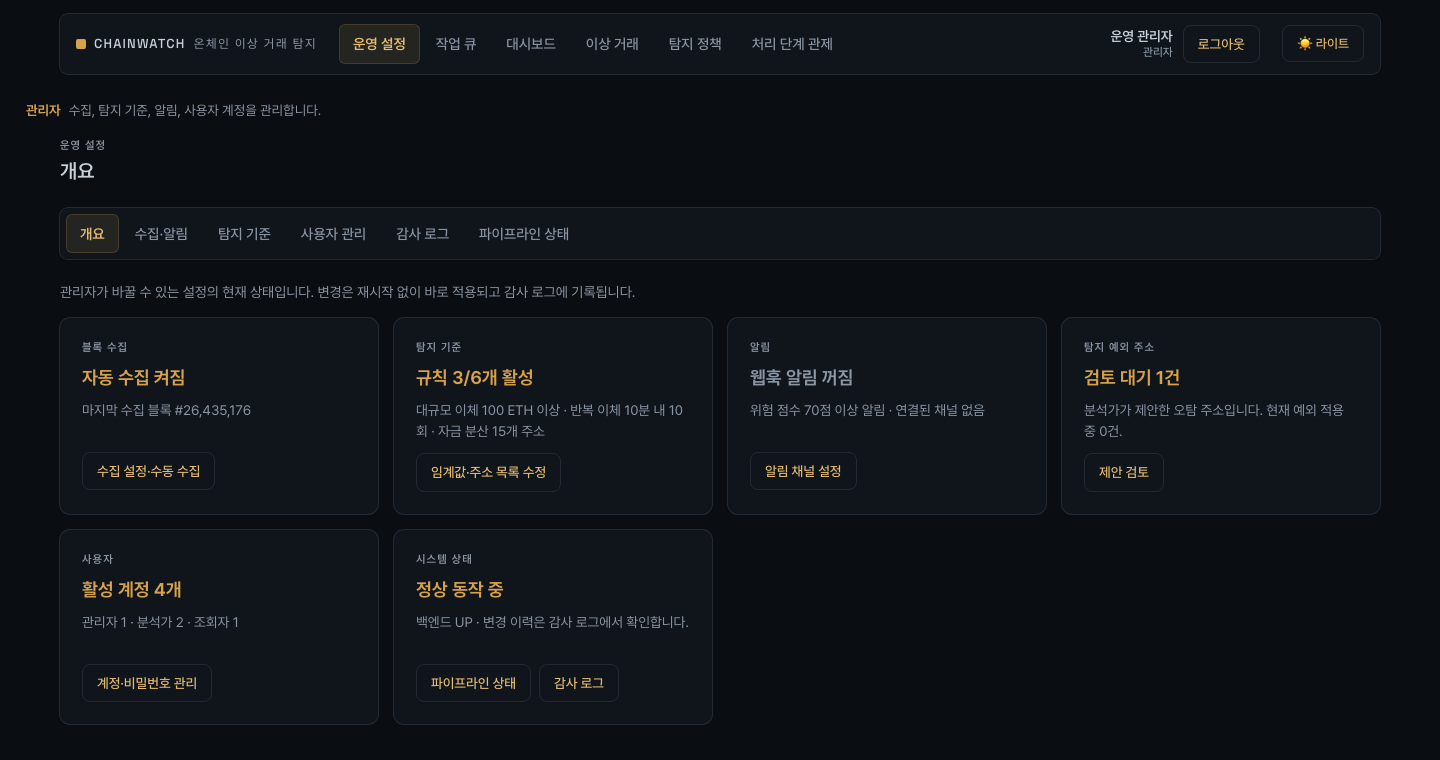 CHAINWATCH 온체인 이상 거래 탐지 운영 설정 작업 큐 대시보드 이상 거래 탐지 정책 처리 단계 관제 운영 관리자 로그아웃 ☀️ 라이트
관리자
관리자 수집, 탐지 기준, 알림, 사용자 계정을 관리합니다.
운영 설정
개요
개요 수집·알림 탐지 기준 사용자 관리 감사 로그 파이프라인 상태
관리자가 바꿀 수 있는 설정의 현재 상태입니다. 변경은 재시작 없이 바로 적용되고 감사 로그에 기록됩니다.
블록 수집
자동 수집 켜짐
마지막 수집 블록 #26,435,176
수집 설정·수동 수집
탐지 기준
규칙 3/6개 활성
대규모 이체 100 ETH 이상 · 반복 이체 10분 내 10
회 · 자금 분산 15개 주소
임계값·주소 목록 수정
알림
웹훅 알림 꺼짐
위험 점수 70점 이상 알림 · 연결된 채널 없음
알림 채널 설정
탐지 예외 주소
검토 대기 1건
분석가가 제안한 오탐 주소입니다. 현재 예외 적용
중 0건.
제안 검토
사용자
활성 계정 4개
관리자 1 · 분석가 2 · 조회자 1
계정·비밀번호 관리
시스템 상태
정상 동작 중
백엔드 UP · 변경 이력은 감사 로그에서 확인합니다.
파이프라인 상태 감사 로그